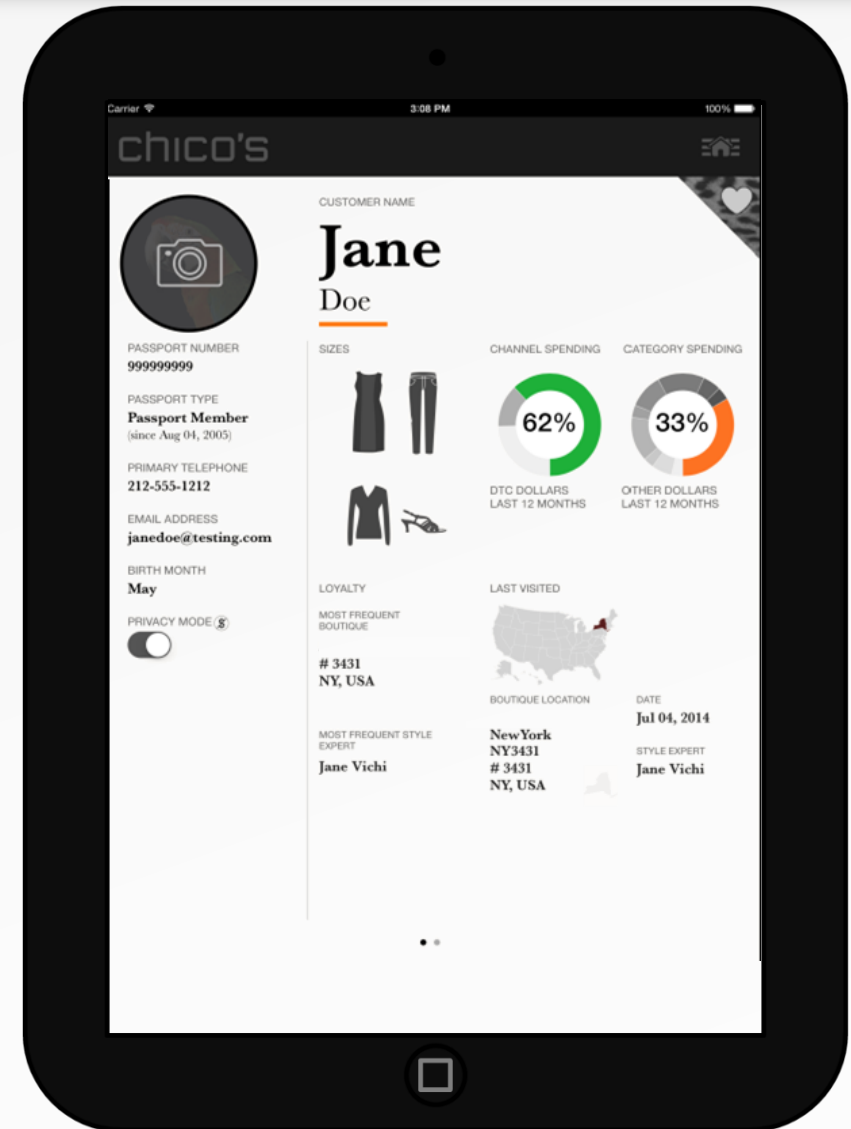 Carrier 3:08 PM 100%
chico's
CUSTOMER NAME
Jane
Doe
PASSPORT NUMBER
999999999
PASSPORT TYPE
Passport Member
(since Aug 04, 2005)
PRIMARY TELEPHONE
212-555-1212
EMAIL ADDRESS
janedoe@testing.com
BIRTH MONTH
May
PRIVACY MODE $
SIZES
CHANNEL SPENDING
62%
DTC DOLLARS
LAST 12 MONTHS
CATEGORY SPENDING
33%
OTHER DOLLARS
LAST 12 MONTHS
LOYALTY
MOST FREQUENT
BOUTIQUE
# 3431
NY, USA
MOST FREQUENT STYLE
EXPERT
Jane Vichi
LAST VISITED
BOUTIQUE LOCATION
NewYork
NY3431
# 3431
NY, USA
DATE
Jul 04, 2014
STYLE EXPERT
Jane Vichi